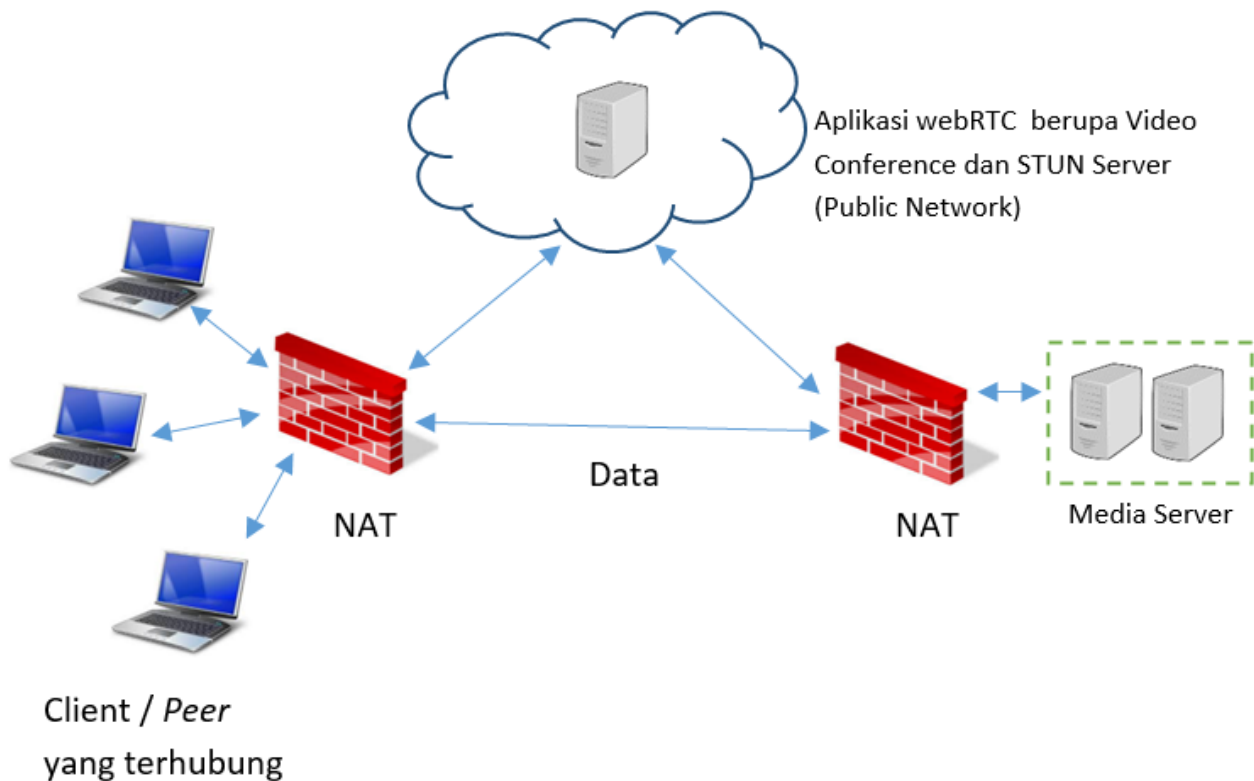 Aplikasi webRTC berupa Video
Conference dan STUN Server
(Public Network)
Data
NAT
NAT
Media Server
Client / Peer
yang terhubung